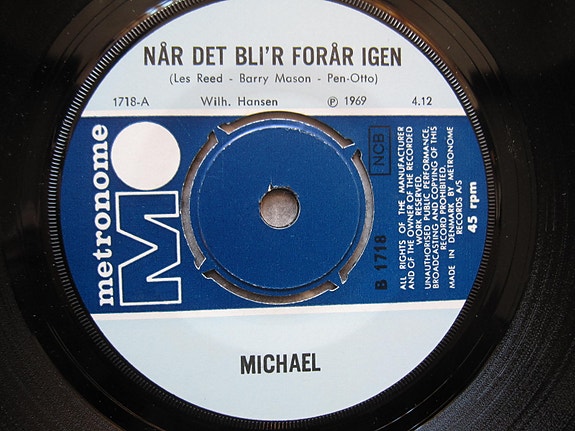 NÅR DET BLI'R FORÅR IGEN
(Les Reed - Barry Mason - Pen-Otto)
1718-A Wilh. Hansen ℗ 1969 4.12
metronome
M
NCB
B 1718
ALL RIGHTS OF THE MANUFACTURER
AND OF THE OWNER OF THE RECORDED
WORK RESERVED.
UNAUTHORISED PUBLIC PERFORMANCE,
BROADCASTING AND COPYING OF THIS
RECORD PROHIBITED.
MADE IN DENMARK BY METRONOME
RECORDS A/S
45 rpm
MICHAEL